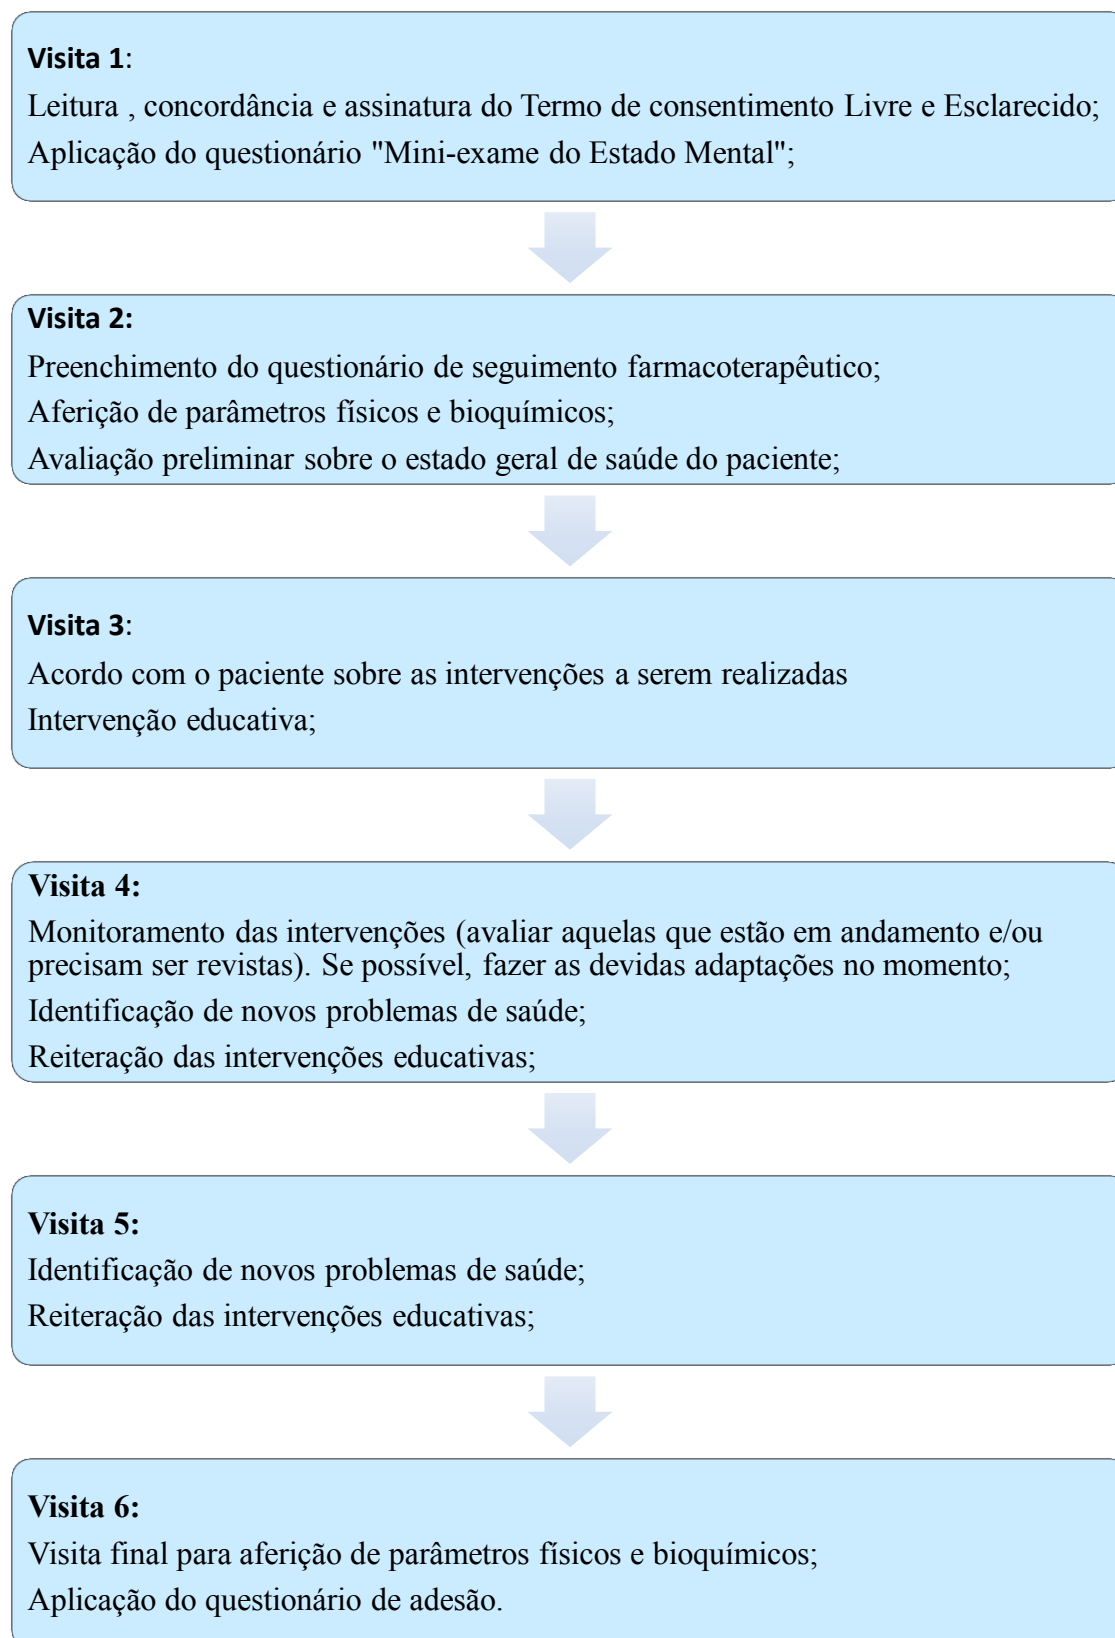 Visita 1:
Leitura , concordância e assinatura do Termo de consentimento Livre e Esclarecido;
Aplicação do questionário "Mini-exame do Estado Mental";
Visita 2:
Preenchimento do questionário de seguimento farmacoterapêutico;
Aferição de parâmetros físicos e bioquímicos;
Avaliação preliminar sobre o estado geral de saúde do paciente;
Visita 3:
Acordo com o paciente sobre as intervenções a serem realizadas
Intervenção educativa;
Visita 4:
Monitoramento das intervenções (avaliar aquelas que estão em andamento e/ou
precisam ser revistas). Se possível, fazer as devidas adaptações no momento;
Identificação de novos problemas de saúde;
Reiteração das intervenções educativas;
Visita 5:
Identificação de novos problemas de saúde;
Reiteração das intervenções educativas;
Visita 6:
Visita final para aferição de parâmetros físicos e bioquímicos;
Aplicação do questionário de adesão.